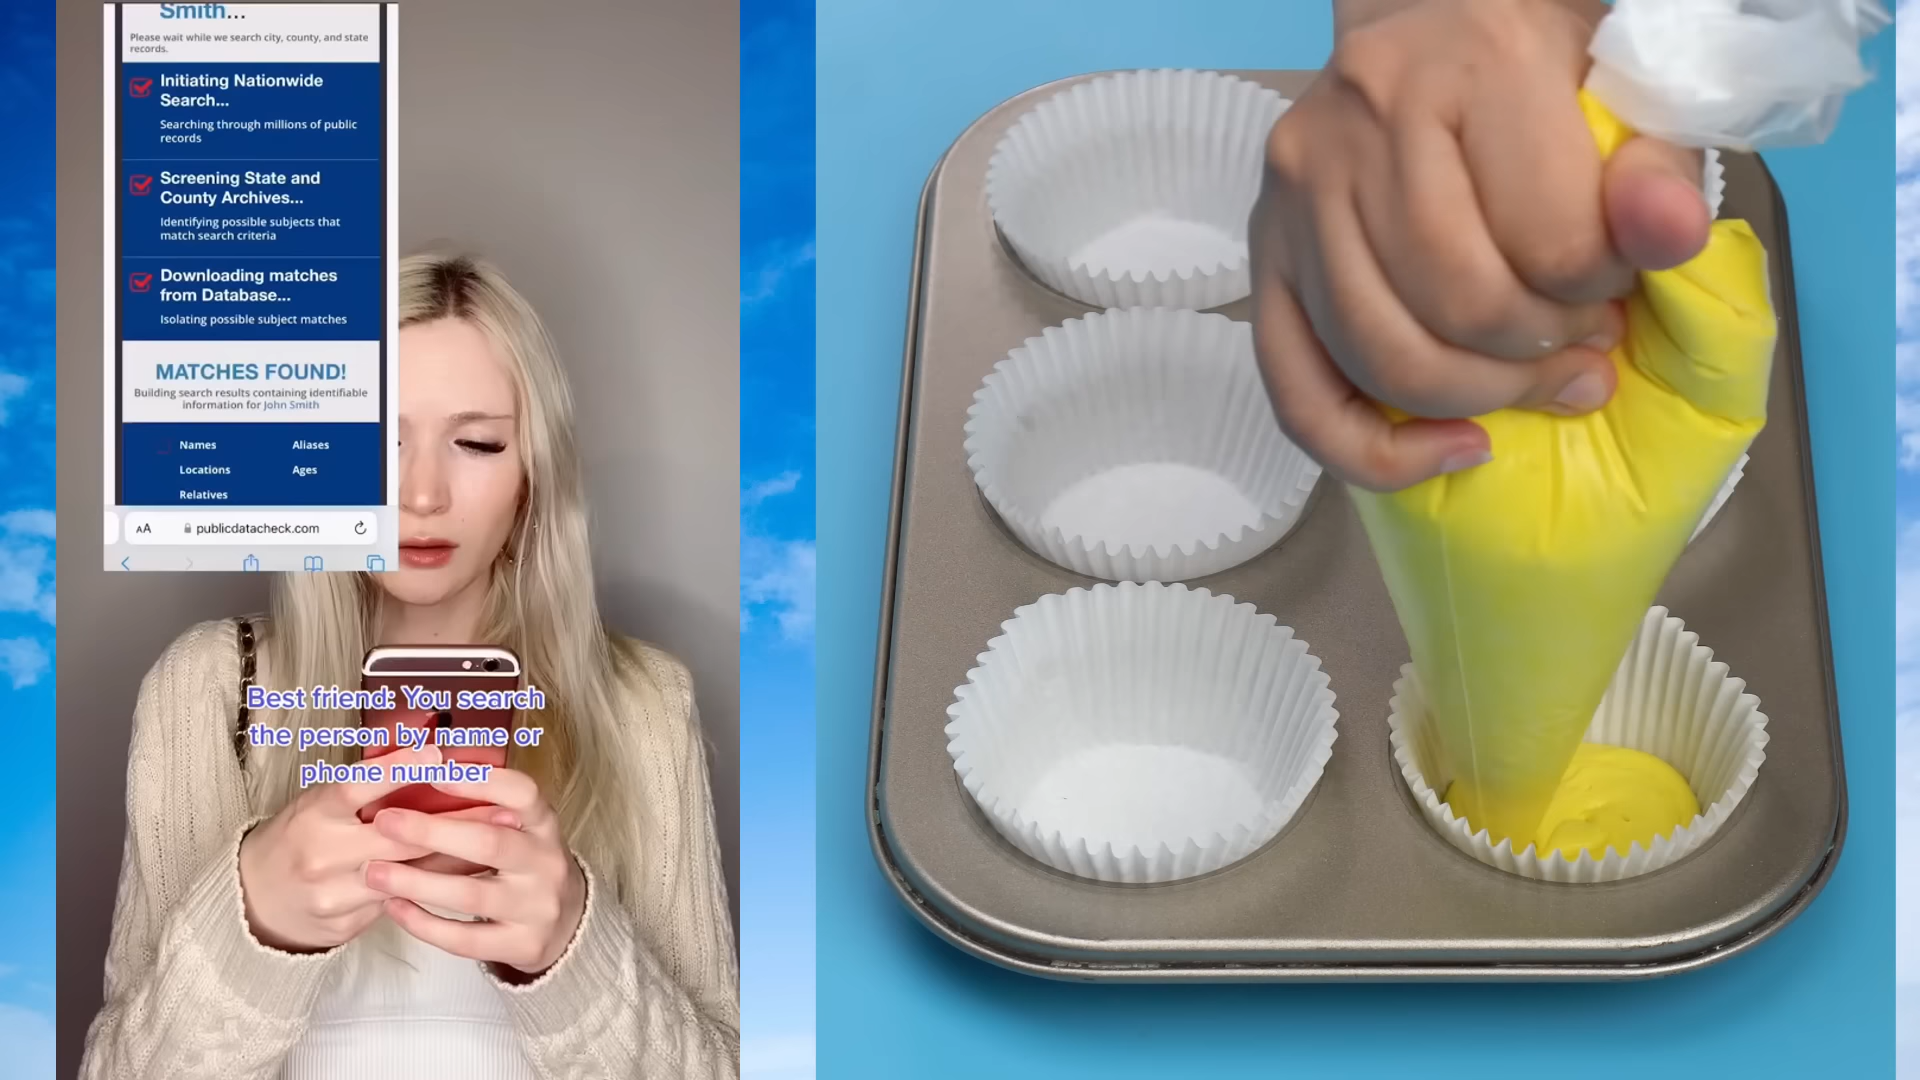 Smith...
Please wait while we search city, county, and state
records.
Initiating Nationwide
Search...
Searching through millions of public
records
Screening State and
County Archives...
Identifying possible subjects that
match search criteria
Downloading matches
from Database...
Isolating possible subject matches
MATCHES FOUND!
Building search results containing identifiable
information for John Smith
Names
Aliases
Locations
Ages
Relatives
AA
publicdatacheck.com
Best friend: You search
the person by name or
phone number